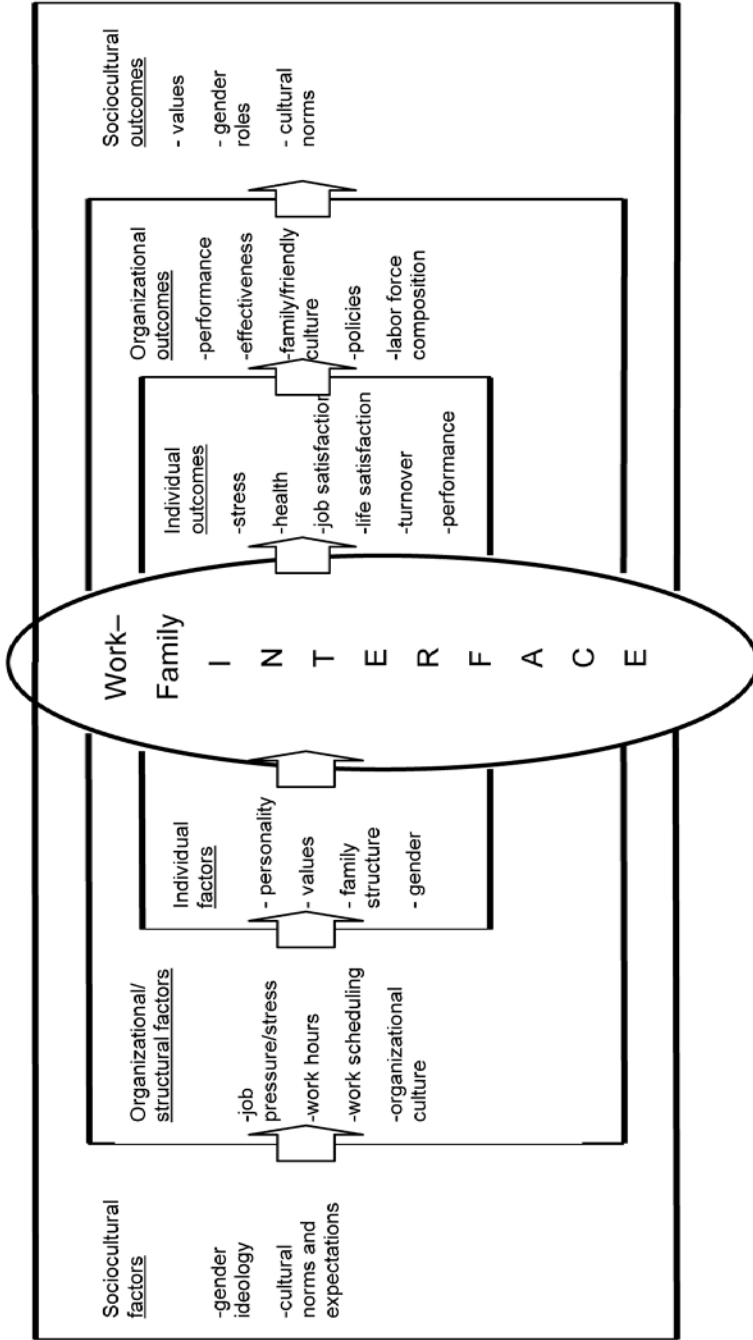 Sociocultural
factors
-gender
ideology
-cultural
norms and
expectations
Organizational/
structural factors
-job
pressure/stress
-work hours
-work scheduling
-organizational
culture
Individual
factors
- personality
- values
- family
structure
- gender
Work–
Family
I
N
T
E
R
F
A
C
E
Individual
outcomes
-stress
-health
-job satisfaction
-life satisfaction
-turnover
-performance
Organizational
outcomes
-performance
-effectiveness
-family/friendly
culture
-policies
-labor force
composition
Sociocultural
outcomes
- values
- gender
roles
- cultural
norms